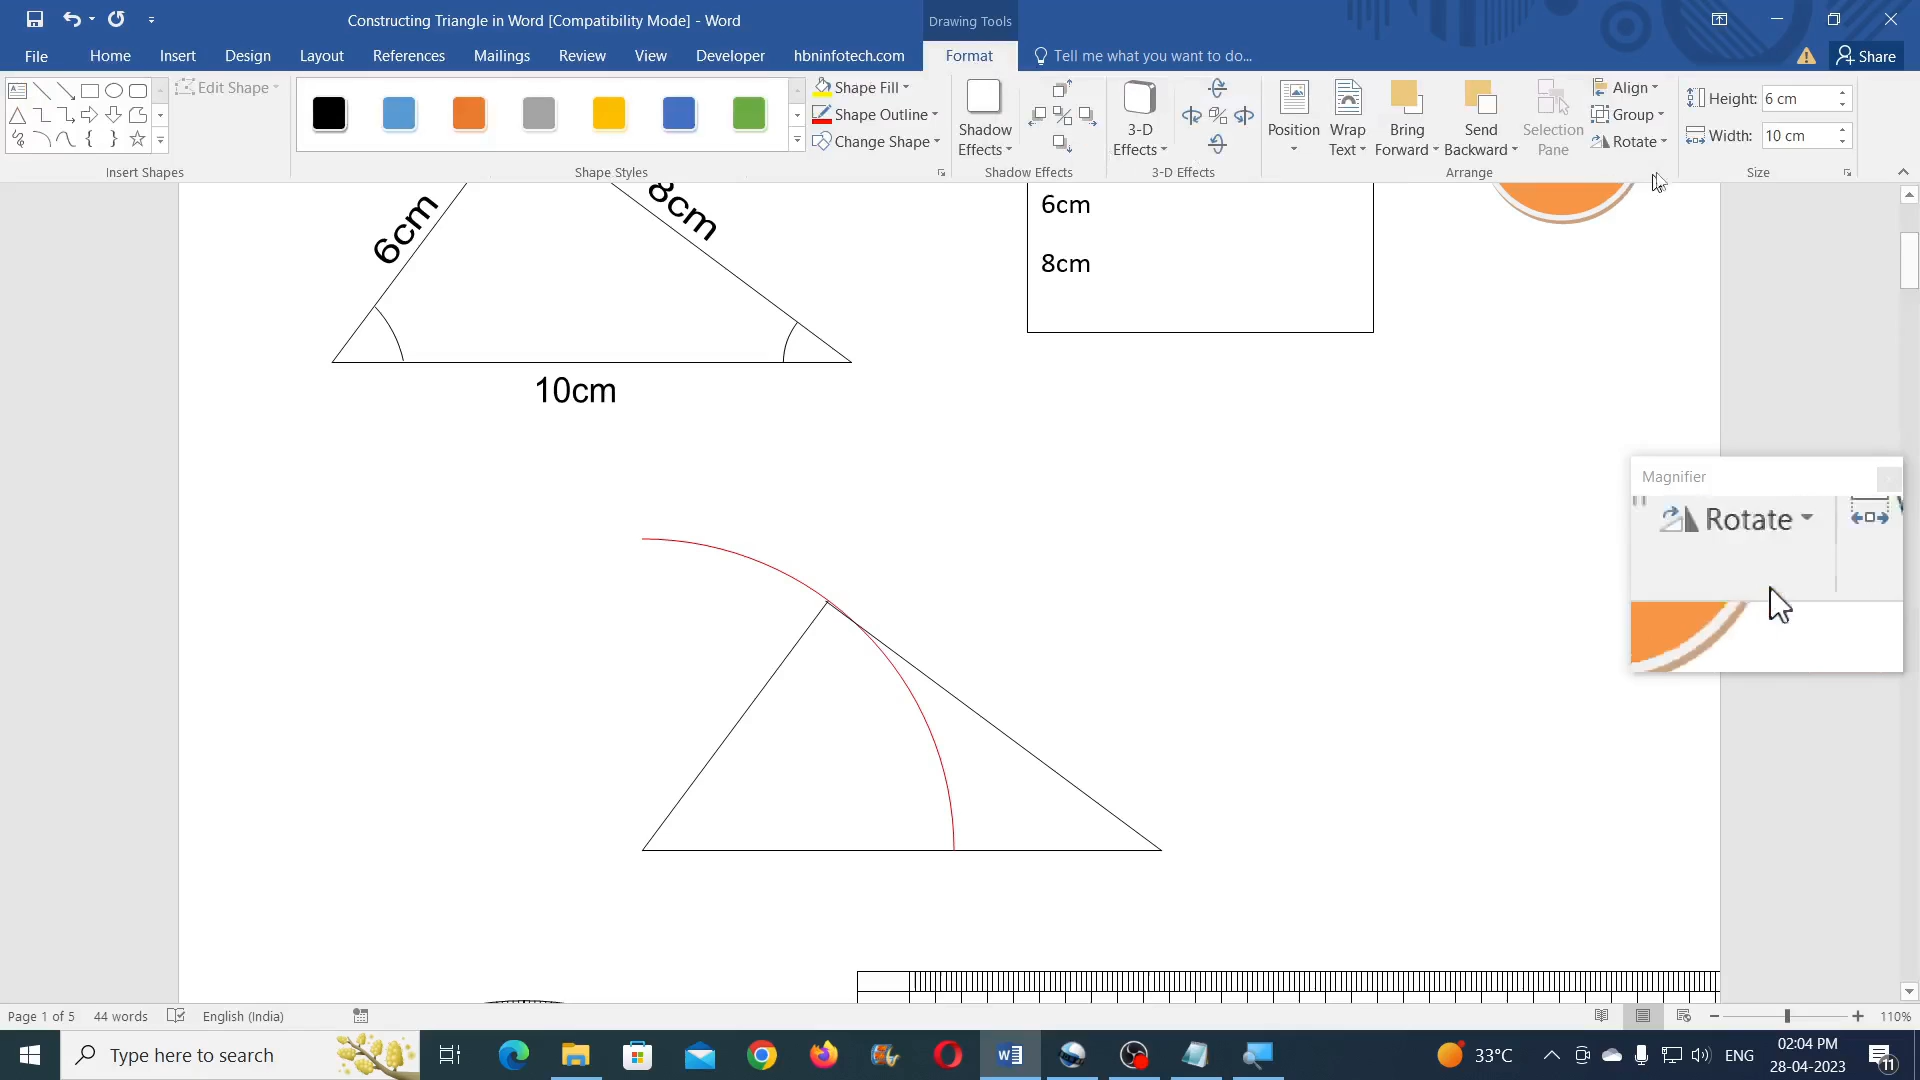 Constructing Triangle in Word [Compatibility Mode] - Word
Drawing Tools
File Home Insert Design Layout References Mailings Review View Developer hbninfotech.com Format Tell me what you want to do... Share
Edit Shape
Shape Fill
Shape Outline
Change Shape
Shadow Effects
3-D Effects
Position
Wrap Text
Bring Forward
Send Backward
Selection Pane
Align
Group
Rotate
Height: 6 cm
Width: 10 cm
Insert Shapes Shape Styles Shadow Effects 3-D Effects Arrange Size
6cm
8cm
10cm
6cm
8cm
Magnifier
Rotate
Page 1 of 5 44 words English (India) 110%
Type here to search
33°C
ENG
02:04 PM
28-04-2023
11